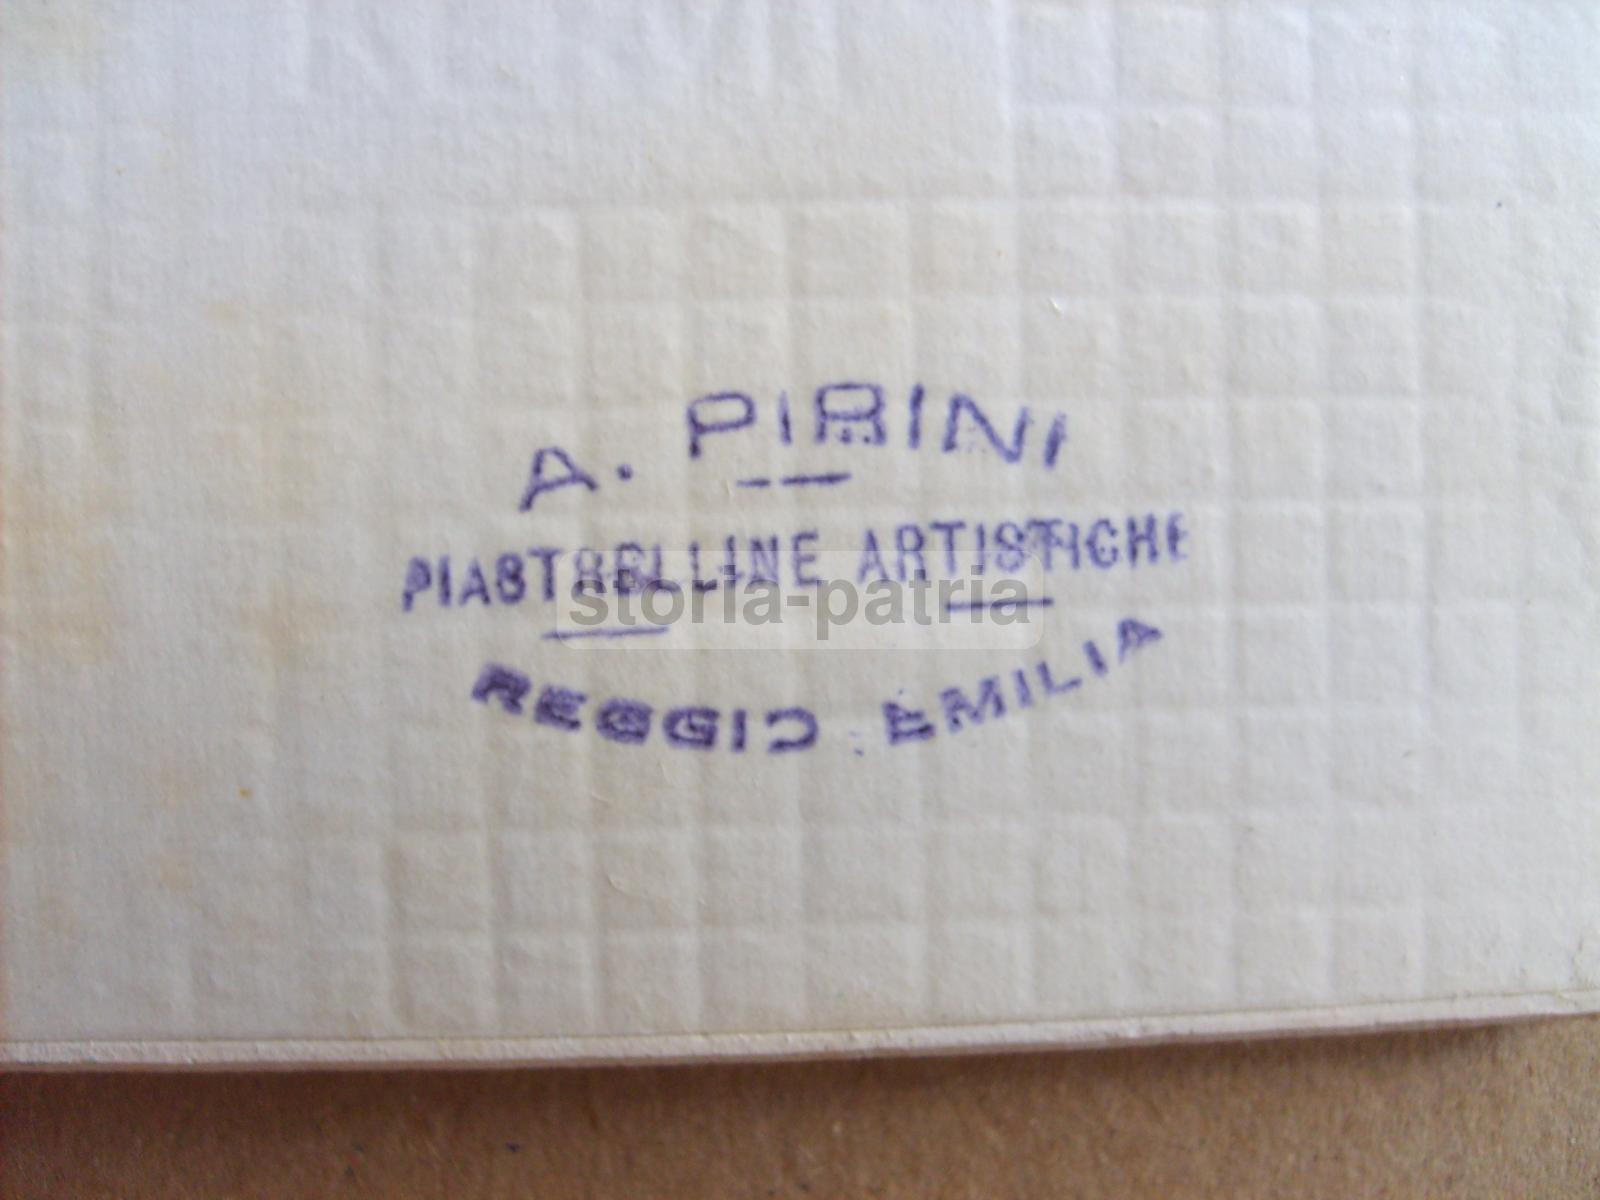 A. PIRINI
PIASTRELLINE ARTISTICHE
storia-patria
REGGIO EMILIA